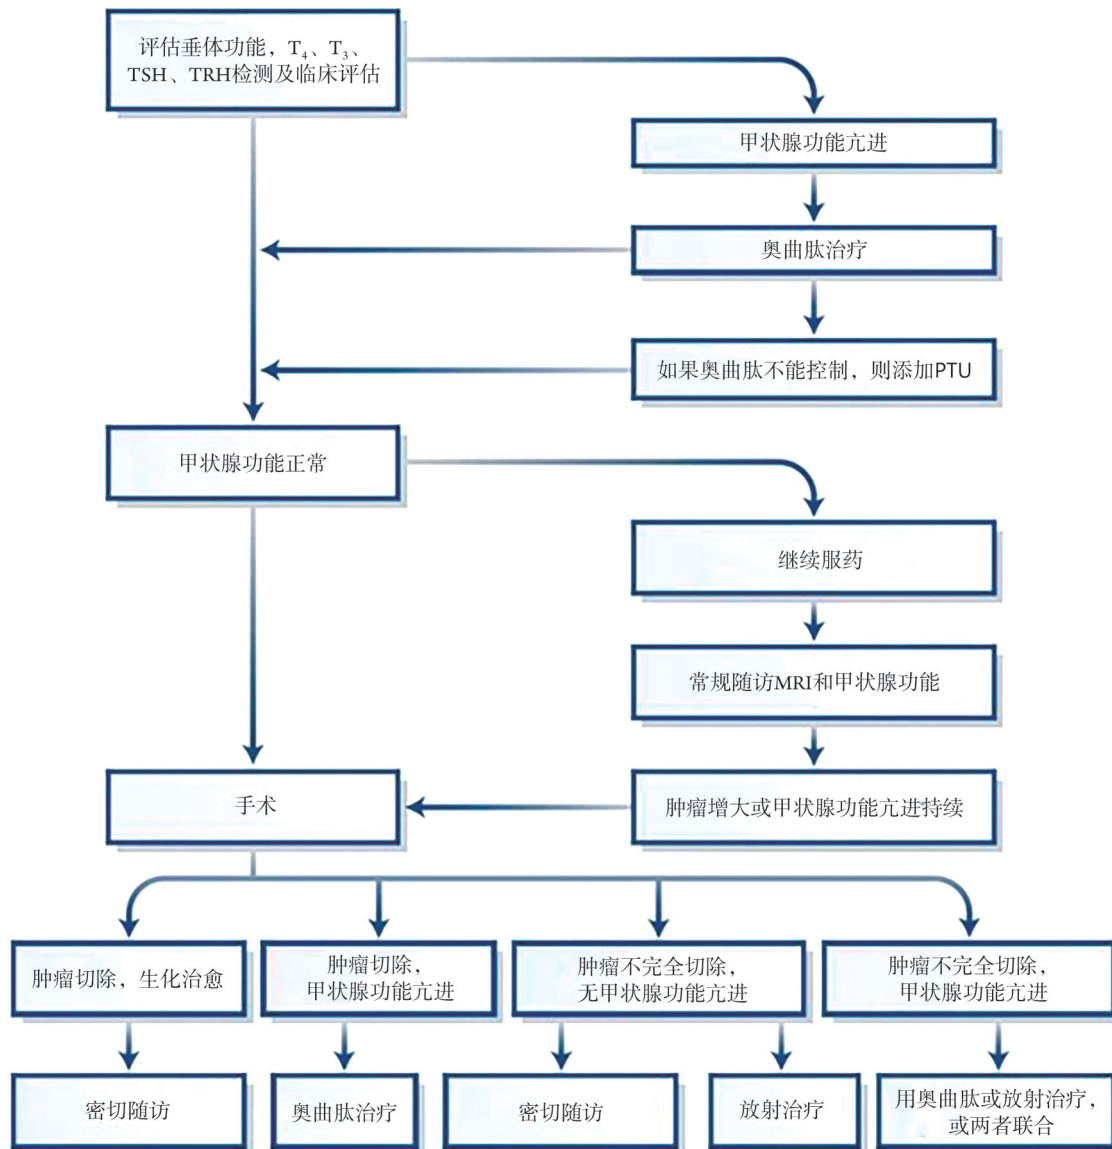 评估垂体功能，T₄、T₃、
TSH、TRH检测及临床评估
甲状腺功能亢进
奥曲肽治疗
如果奥曲肽不能控制，则添加PTU
甲状腺功能正常
继续服药
常规随访MRI和甲状腺功能
手术
肿瘤增大或甲状腺功能亢进持续
肿瘤切除，生化治愈
肿瘤切除，
甲状腺功能亢进
肿瘤不完全切除，
无甲状腺功能亢进
肿瘤不完全切除，
甲状腺功能亢进
密切随访
奥曲肽治疗
密切随访
放射治疗
用奥曲肽或放射治疗，
或两者联合